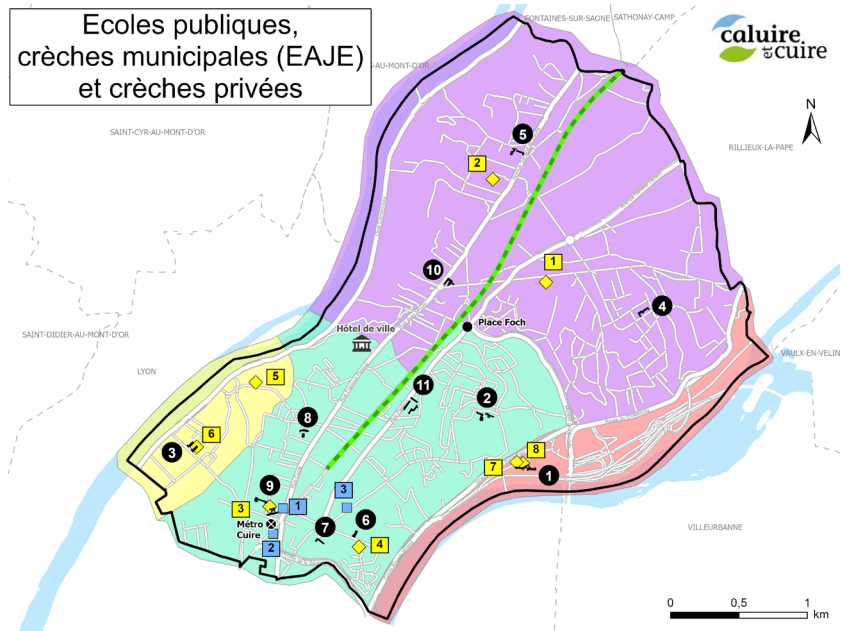 Ecoles publiques,
crèches municipales (EAJE)
et crèches privées
FONTAINES-SUR-SAONE
SATHONAY-CAMP
caluire
et cuire
-AU-MONT-D'OR
SAINT-CYR-AU-MONT-D'OR
N
RILLIEUX-LA-PAPE
5
2
1
10
4
Place Foch
Hôtel de ville
SAINT-DIDIER-AU-MONT-D'OR
VAULX-EN-VELIN
LYON
5
11
2
8
6
3
8
7
1
9
3
3
1
Métro
Cuire
2
7
6
4
VILLEURBANNE
0
0,5
1
km